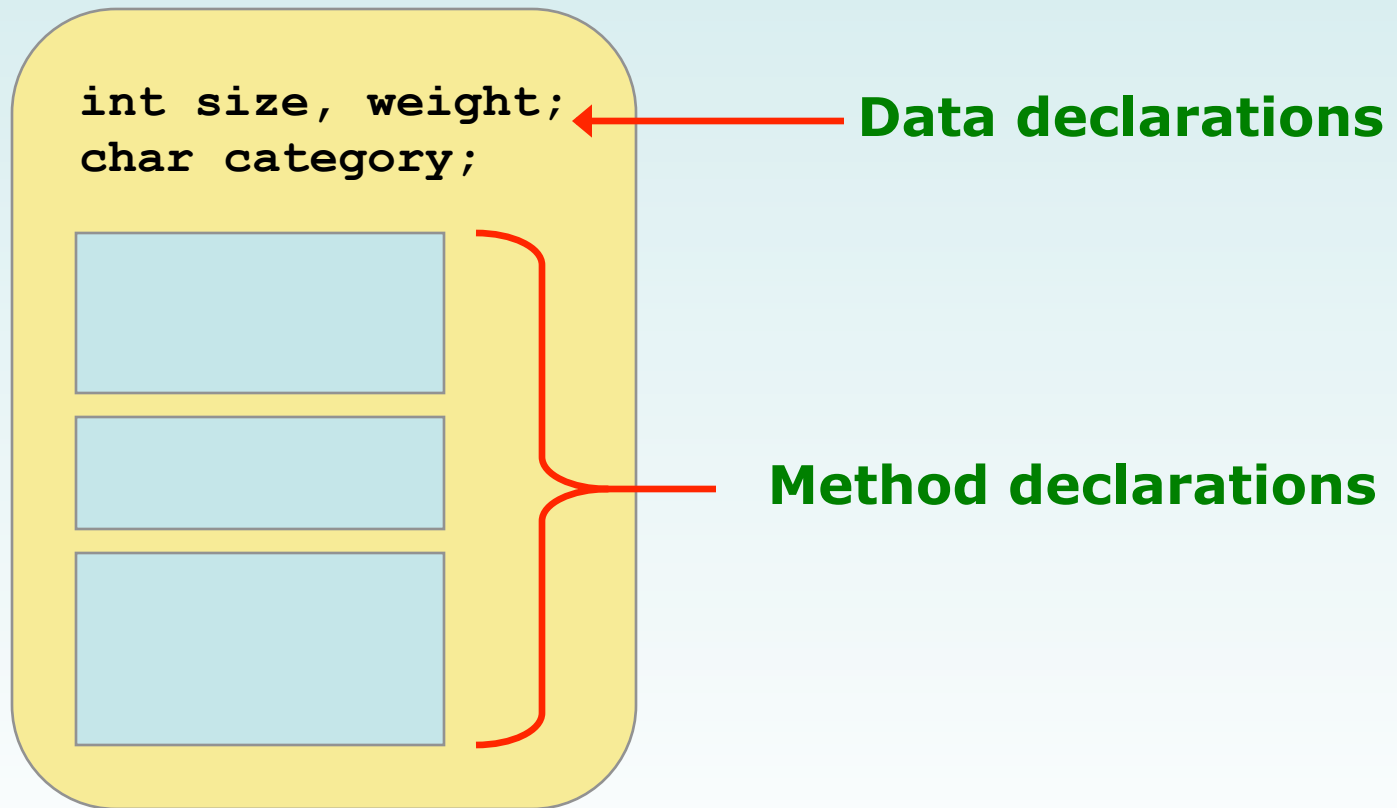 int size, weight;
char category;
Data declarations
Method declarations